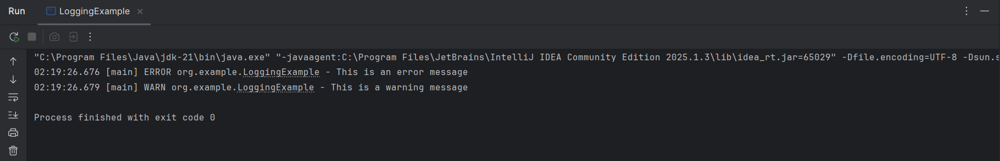 Run LoggingExample
"C:\Program Files\Java\jdk-21\bin\java.exe" "-javaagent:C:\Program Files\JetBrains\IntelliJ IDEA Community Edition 2025.1.3\lib\idea_rt.jar=65029" -Dfile.encoding=UTF-8 -Dsun.s
02:19:26.676 [main] ERROR org.example.LoggingExample - This is an error message
02:19:26.679 [main] WARN org.example.LoggingExample - This is a warning message
Process finished with exit code 0